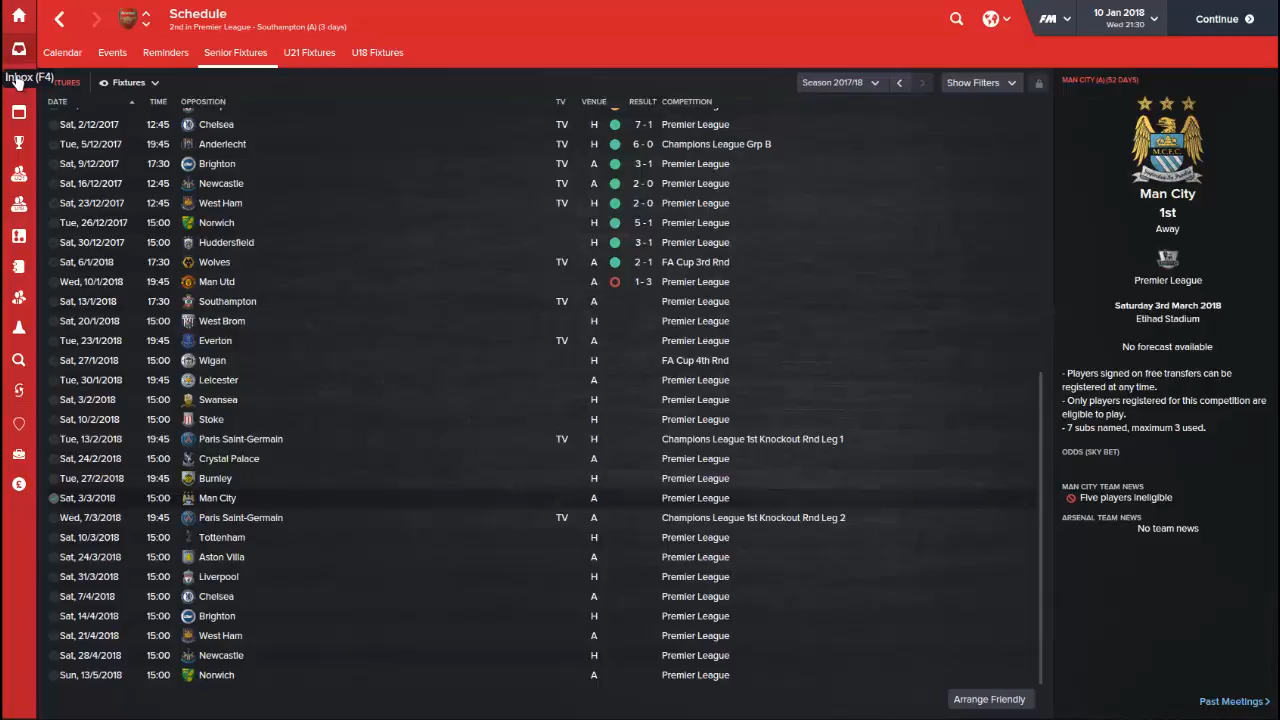 Schedule
2nd in Premier League - Southampton (A) (3 days)
FM
10 Jan 2018
Wed 21:30
Continue
Calendar Events Reminders Senior Fixtures U21 Fixtures U18 Fixtures
Inbox (F4)
Fixtures
Season 2017/18
Show Filters
DATE TIME OPPOSITION TV VENUE RESULT COMPETITION
Sat, 2/12/2017 12:45 Chelsea TV H 7 - 1 Premier League
Tue, 5/12/2017 19:45 Anderlecht TV H 6 - 0 Champions League Grp B
Sat, 9/12/2017 17:30 Brighton TV A 3 - 1 Premier League
Sat, 16/12/2017 12:45 Newcastle TV A 2 - 0 Premier League
Sat, 23/12/2017 12:45 West Ham TV H 2 - 0 Premier League
Tue, 26/12/2017 15:00 Norwich H 5 - 1 Premier League
Sat, 30/12/2017 15:00 Huddersfield H 3 - 1 Premier League
Sat, 6/1/2018 17:30 Wolves TV A 2 - 1 FA Cup 3rd Rnd
Wed, 10/1/2018 19:45 Man Utd A 1 - 3 Premier League
Sat, 13/1/2018 17:30 Southampton TV A Premier League
Sat, 20/1/2018 15:00 West Brom H Premier League
Tue, 23/1/2018 19:45 Everton TV A Premier League
Sat, 27/1/2018 15:00 Wigan H FA Cup 4th Rnd
Tue, 30/1/2018 19:45 Leicester A Premier League
Sat, 3/2/2018 15:00 Swansea H Premier League
Sat, 10/2/2018 15:00 Stoke H Premier League
Tue, 13/2/2018 19:45 Paris Saint-Germain TV H Champions League 1st Knockout Rnd Leg 1
Sat, 24/2/2018 15:00 Crystal Palace A Premier League
Tue, 27/2/2018 19:45 Burnley H Premier League
Sat, 3/3/2018 15:00 Man City A Premier League
Wed, 7/3/2018 19:45 Paris Saint-Germain TV A Champions League 1st Knockout Rnd Leg 2
Sat, 10/3/2018 15:00 Tottenham H Premier League
Sat, 24/3/2018 15:00 Aston Villa A Premier League
Sat, 31/3/2018 15:00 Liverpool H Premier League
Sat, 7/4/2018 15:00 Chelsea A Premier League
Sat, 14/4/2018 15:00 Brighton H Premier League
Sat, 21/4/2018 15:00 West Ham A Premier League
Sat, 28/4/2018 15:00 Newcastle H Premier League
Sun, 13/5/2018 15:00 Norwich A Premier League
Arrange Friendly
MAN CITY (A) (52 DAYS)
M.C.F.C.
Man City
1st
Away
Premier League
Saturday 3rd March 2018
Etihad Stadium
No forecast available
- Players signed on free transfers can be
registered at any time.
- Only players registered for this competition are
eligible to play.
- 7 subs named, maximum 3 used.
ODDS (SKY BET)
MAN CITY TEAM NEWS
Five players ineligible
ARSENAL TEAM NEWS
No team news
Past Meetings >